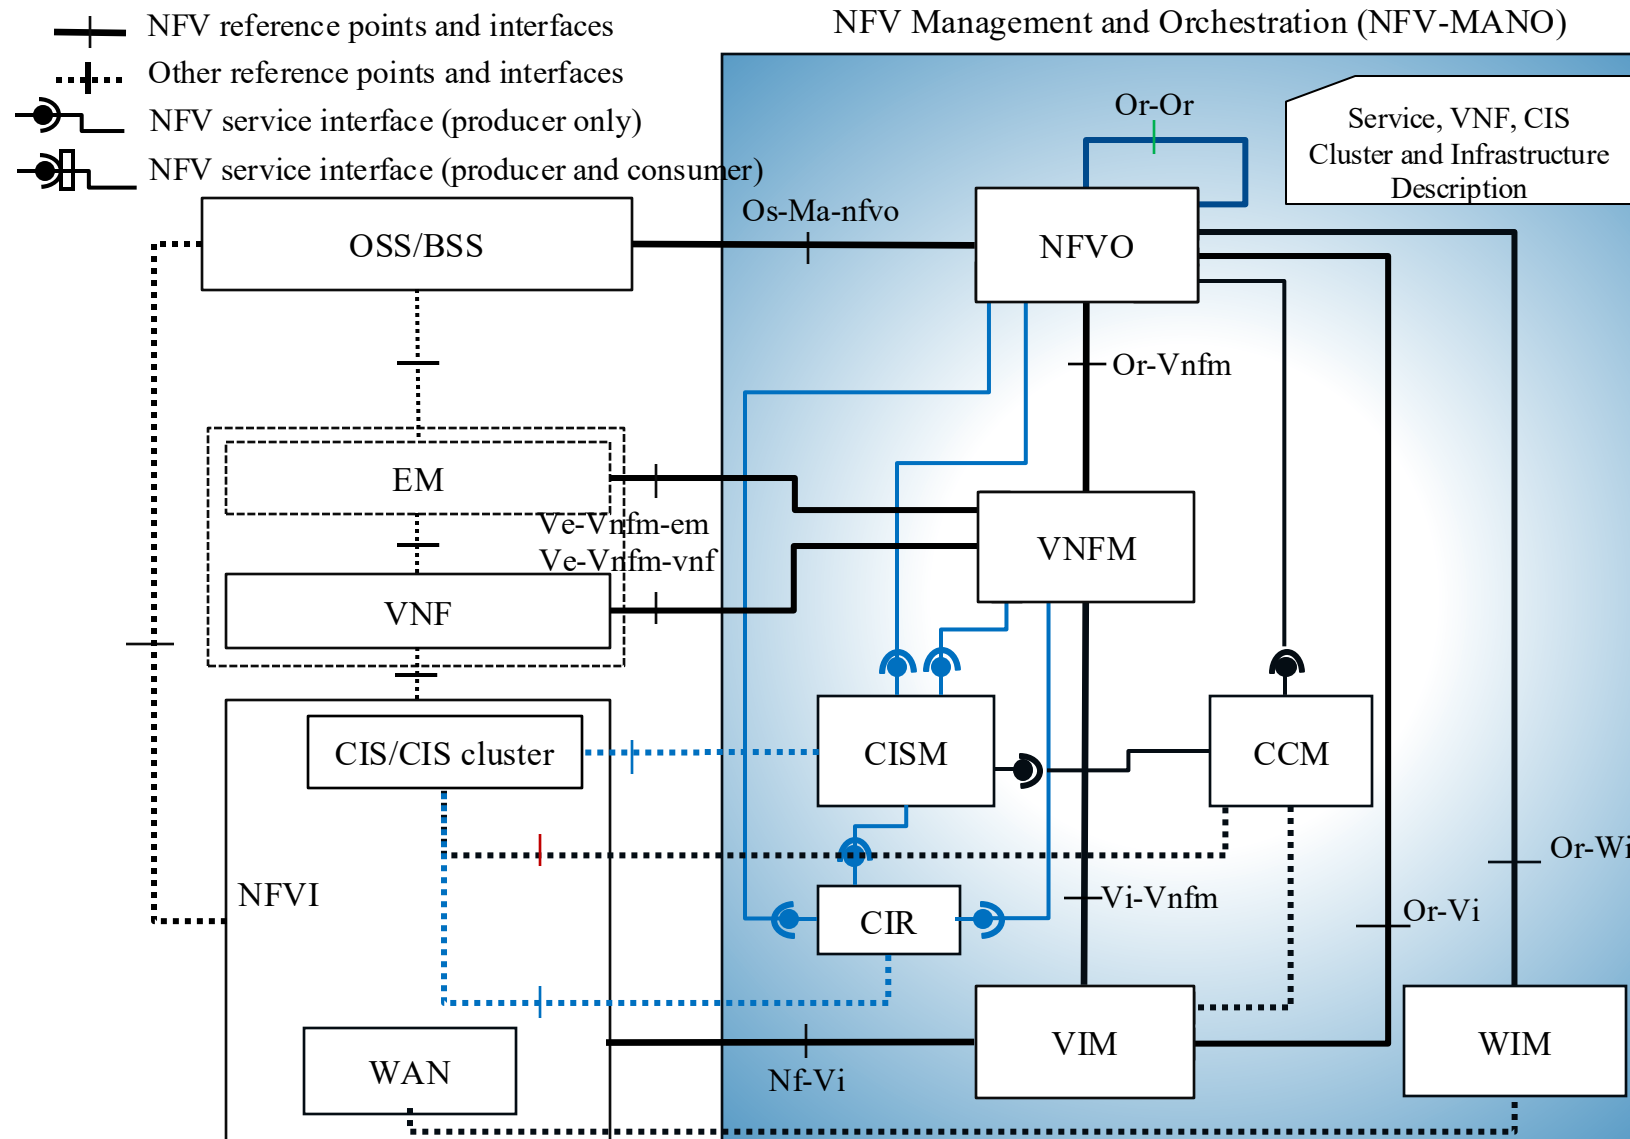 NFV reference points and interfaces
Other reference points and interfaces
NFV service interface (producer only)
NFV service interface (producer and consumer)
NFV Management and Orchestration (NFV-MANO)
Service, VNF, CIS
Cluster and Infrastructure
Description
Or-Or
Os-Ma-nfvo
OSS/BSS
NFVO
Or-Vnfm
EM
Ve-Vnfm-em
Ve-Vnfm-vnf
VNFM
VNF
CIS/CIS cluster
CISM
CCM
NFVI
CIR
Vi-Vnfm
Or-Vi
Or-Wi
WAN
Nf-Vi
VIM
WIM